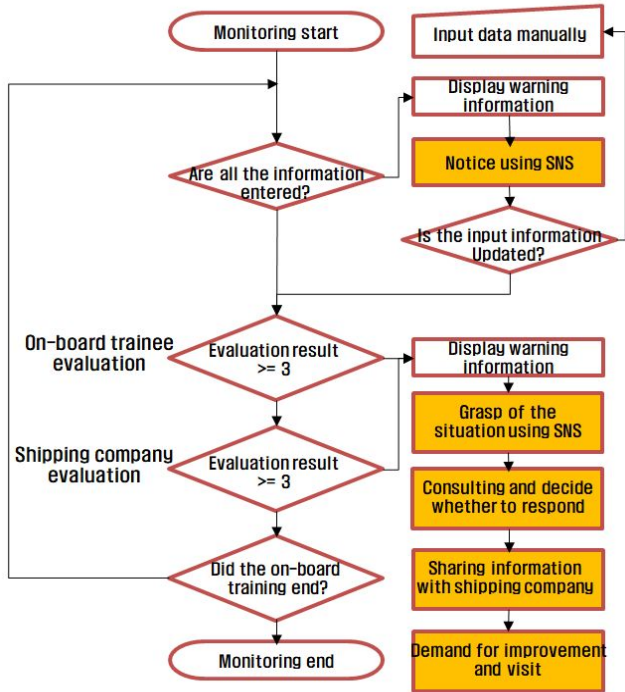 Monitoring start
Input data manually
Display warning
information
Are all the information
entered?
Notice using SNS
Is the input information
Updated?
On-board trainee
evaluation
Evaluation result
>= 3
Display warning
information
Grasp of the
situation using SNS
Shipping company
evaluation
Evaluation result
>= 3
Consulting and decide
whether to respond
Did the on-board
training end?
Sharing information
with shipping company
Monitoring end
Demand for improvement
and visit